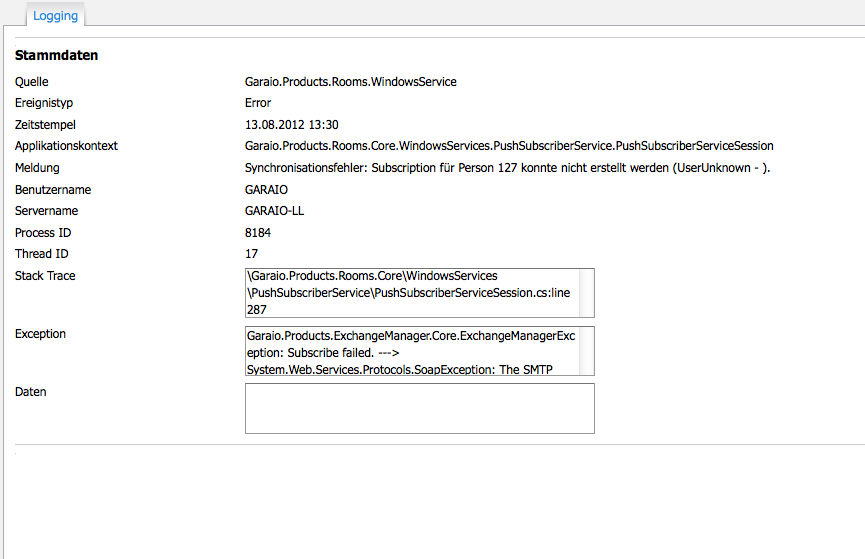 Logging
Stammdaten
Quelle Garaio.Products.Rooms.WindowsService
Ereignistyp Error
Zeitstempel 13.08.2012 13:30
Applikationskontext Garaio.Products.Rooms.Core.WindowsServices.PushSubscriberService.PushSubscriberServiceSession
Meldung Synchronisationsfehler: Subscription für Person 127 konnte nicht erstellt werden (UserUnknown - ).
Benutzername GARAIO
Servername GARAIO-LL
Process ID 8184
Thread ID 17
Stack Trace \Garaio.Products.Rooms.Core\WindowsServices
\PushSubscriberService\PushSubscriberServiceSession.cs:line
287
Exception Garaio.Products.ExchangeManager.Core.ExchangeManagerExc
eption: Subscribe failed. --->
System.Web.Services.Protocols.SoapException: The SMTP
Daten